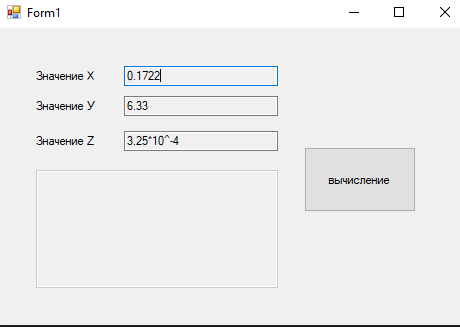 Form1
Значение X 0.1722
Значение У 6.33
Значение Z 3.25*10^-4
вычисление